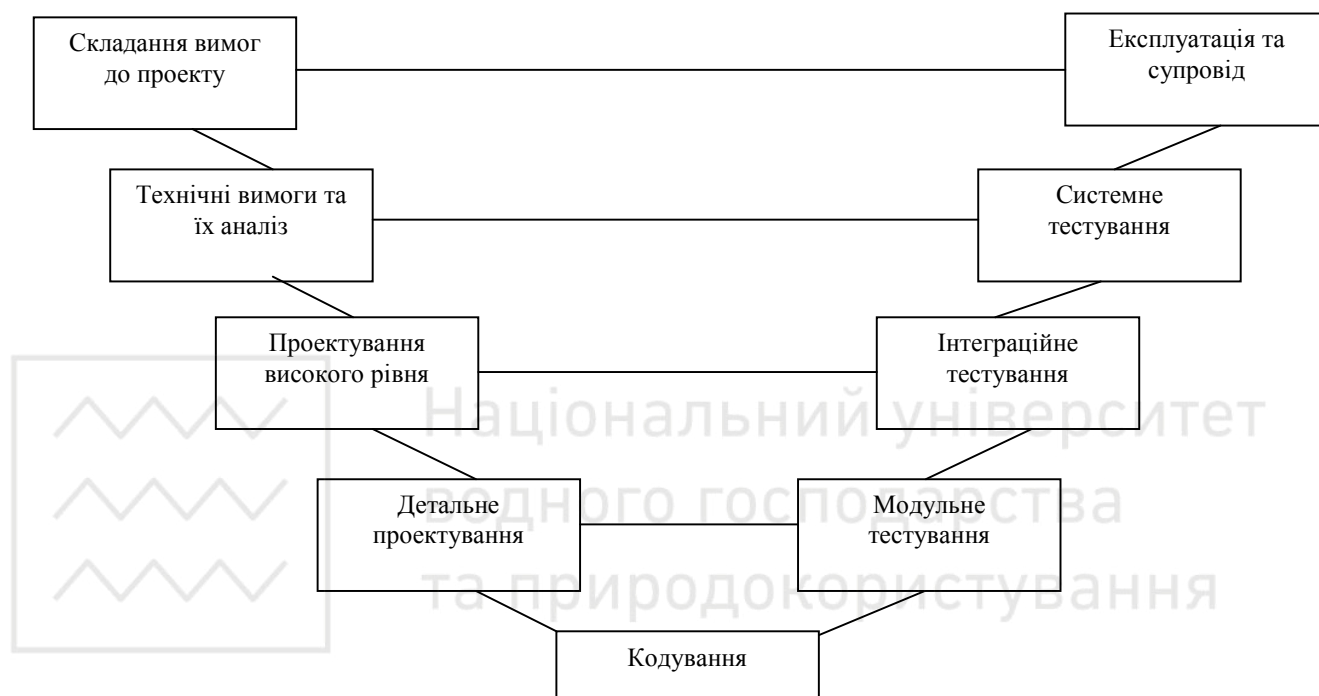 Складання вимог
до проекту
Експлуатація та
супровід
Технічні вимоги та
їх аналіз
Системне
тестування
Проектування
високого рівня
Інтеграційне
тестування
Національний університет
водного господарства
та природокористування
Детальне
проектування
Модульне
тестування
Кодування